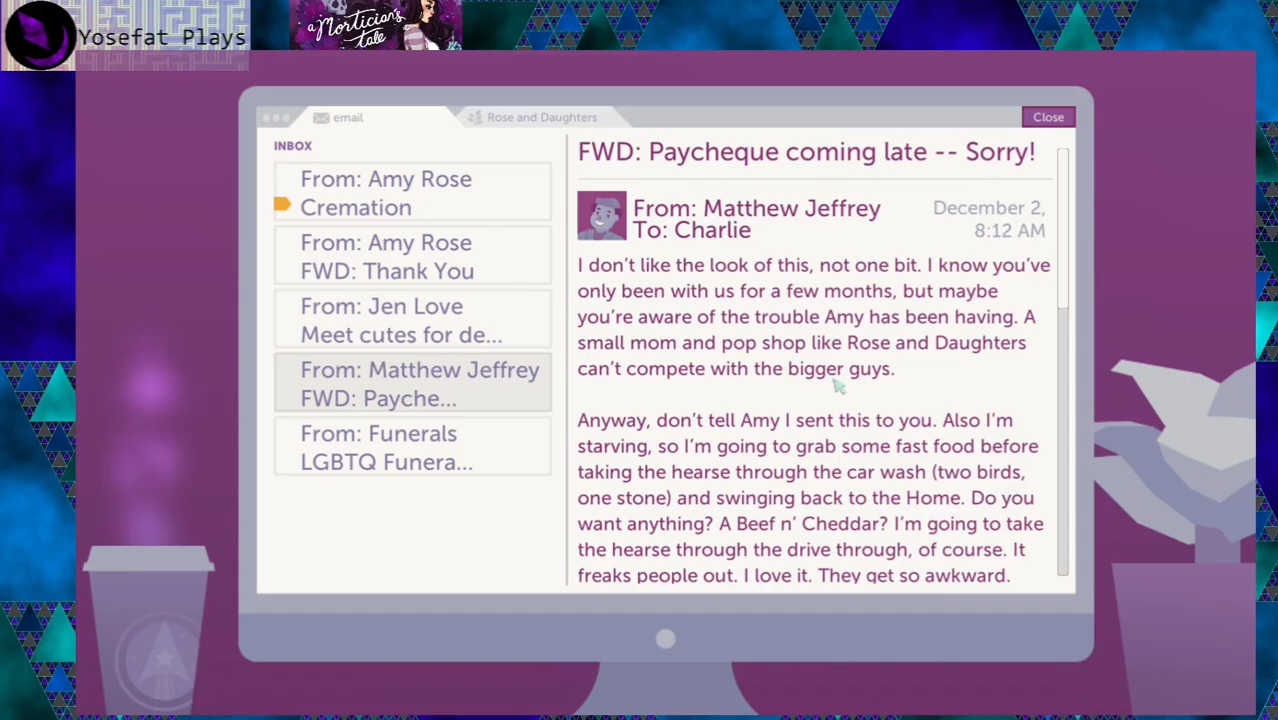 Yosefat Plays
a Mortician's
tale
email
Rose and Daughters
Close
INBOX
From: Amy Rose
Cremation
From: Amy Rose
FWD: Thank You
From: Jen Love
Meet cutes for de...
From: Matthew Jeffrey
FWD: Payche...
From: Funerals
LGBTQ Funera...
FWD: Paycheque coming late -- Sorry!
From: Matthew Jeffrey
To: Charlie
December 2,
8:12 AM
I don't like the look of this, not one bit. I know you've
only been with us for a few months, but maybe
you're aware of the trouble Amy has been having. A
small mom and pop shop like Rose and Daughters
can't compete with the bigger guys.
Anyway, don't tell Amy I sent this to you. Also I'm
starving, so I'm going to grab some fast food before
taking the hearse through the car wash (two birds,
one stone) and swinging back to the Home. Do you
want anything? A Beef n' Cheddar? I'm going to take
the hearse through the drive through, of course. It
freaks people out. I love it. They get so awkward.